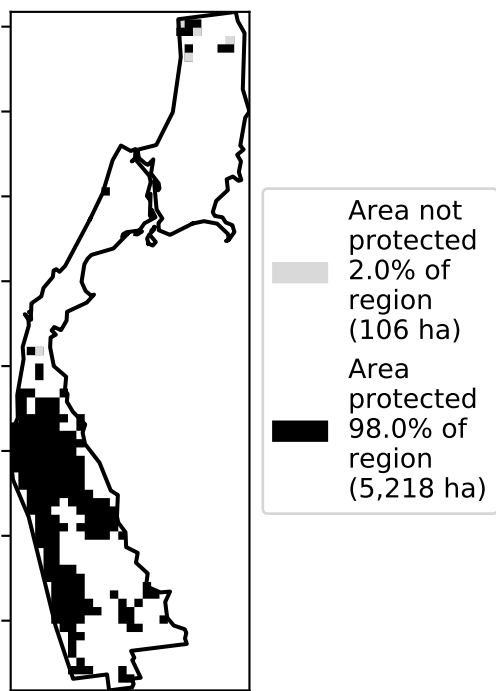 Area not
protected
2.0% of
region
(106 ha)
Area
protected
98.0% of
region
(5,218 ha)